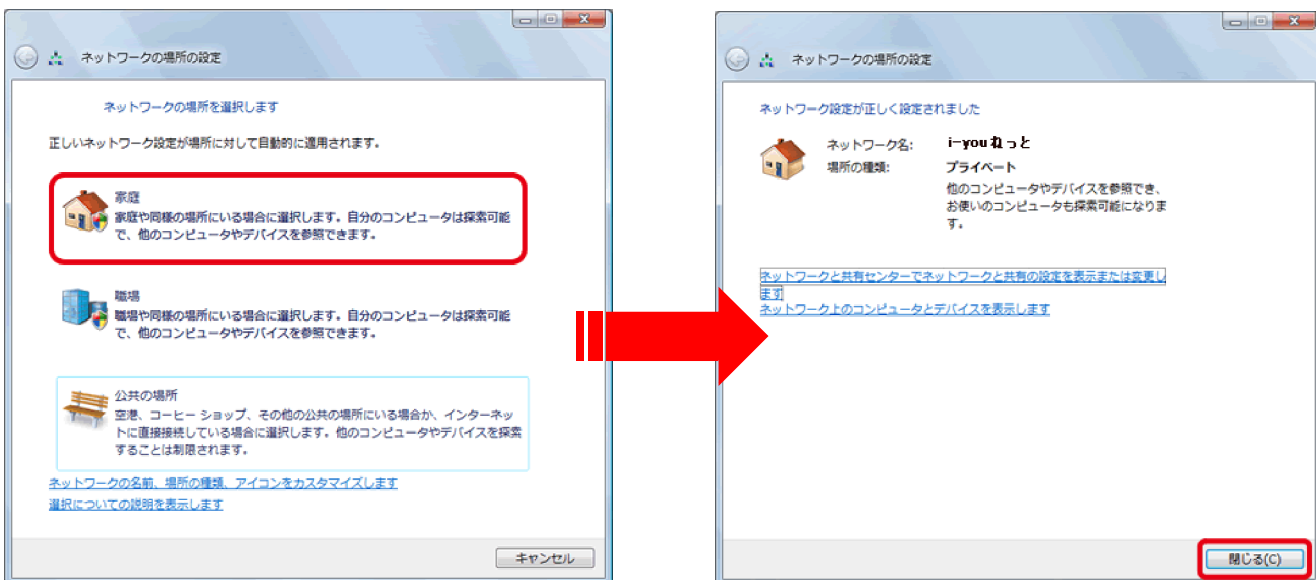 ネットワークの場所の設定
ネットワークの場所を選択します
正しいネットワーク設定が場所に対して自動的に適用されます。
家庭
家庭や同様の場所にいる場合に選択します。自分のコンピュータは探索可能
で、他のコンピュータやデバイスを参照できます。
職場
職場や同様の場所にいる場合に選択します。自分のコンピュータは探索可能
で、他のコンピュータやデバイスを参照できます。
公共の場所
空港、コーヒー ショップ、その他の公共の場所にいる場合か、インターネッ
トに直接接続している場合に選択します。他のコンピュータやデバイスを探索
することは制限されます。
ネットワークの名前、場所の種類、アイコンをカスタマイズします
選択についての説明を表示します
キャンセル
ネットワークの場所の設定
ネットワーク設定が正しく設定されました
ネットワーク名: i-youねっと
場所の種類: プライベート
他のコンピュータやデバイスを参照でき、
お使いのコンピュータも探索可能になりま
す。
ネットワークと共有センターでネットワークと共有の設定を表示または変更し
ます
ネットワーク上のコンピュータとデバイスを表示します
閉じる(C)